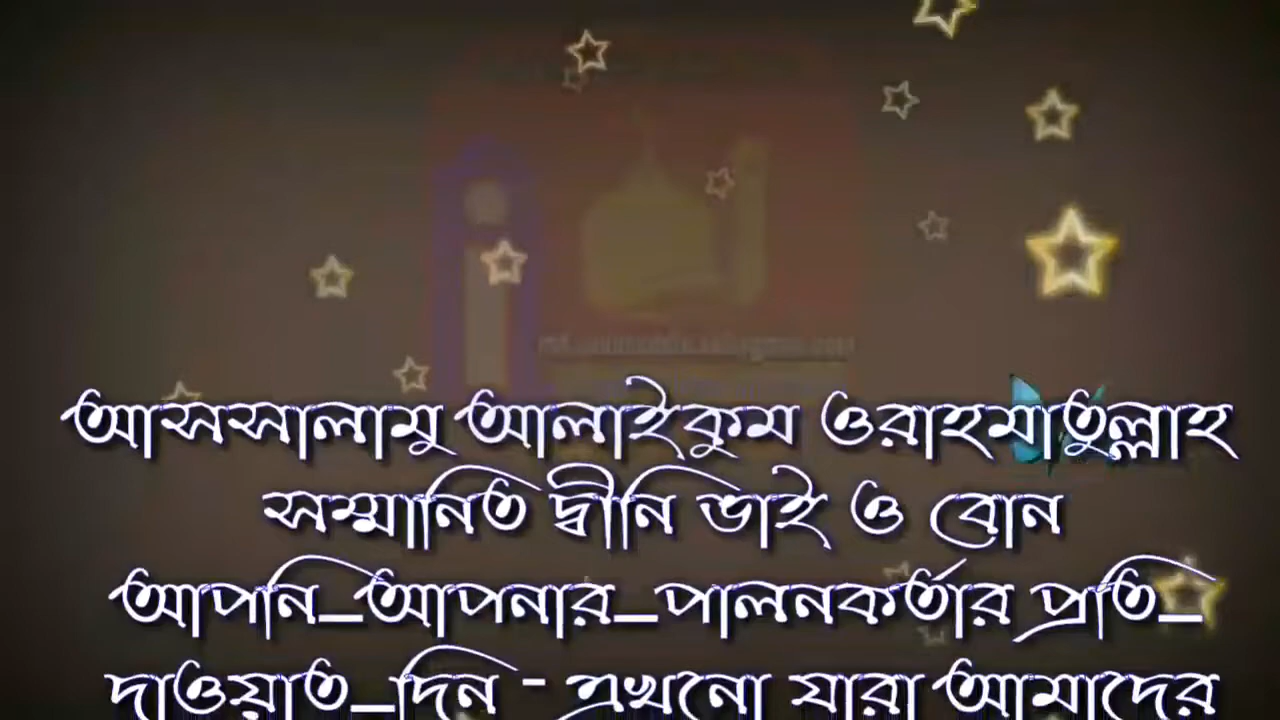 আসসালামু আলাইকুম ওরাহমাতুল্লাহ
সম্মানিত দ্বীনি ভাই ও বোন
আপনি_আপনার_পালনকর্তার প্রতি_
দাওয়াত_দিন - এখনো যারা আমাদের